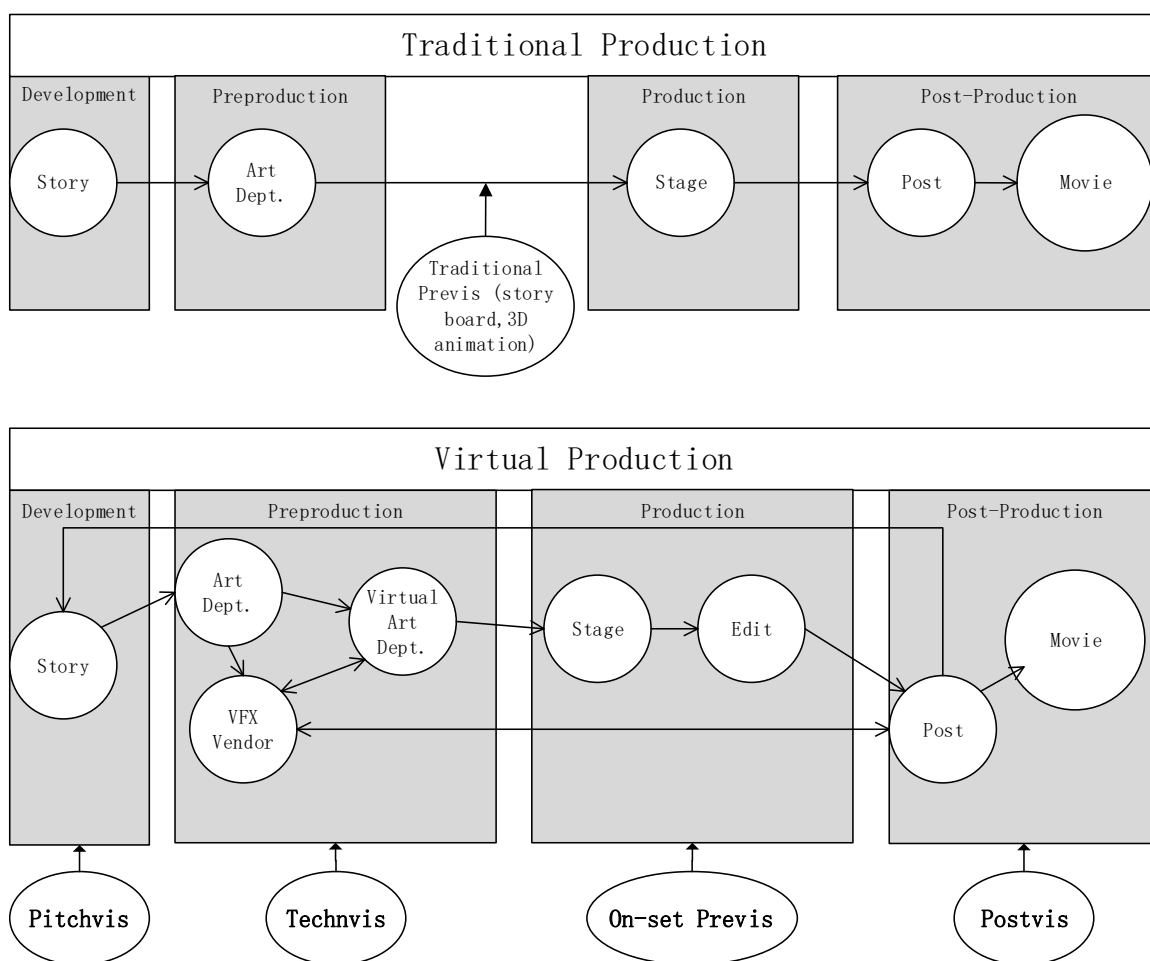 Traditional Production
Development
Preproduction
Production
Post-Production
Story
Art
Dept.
Stage
Post
Movie
Traditional
Previs (story
board,3D
animation)
Virtual Production
Development
Preproduction
Production
Post-Production
Story
Art
Dept.
Virtual
Art
Dept.
VFX
Vendor
Stage
Edit
Post
Movie
Pitchvis
Technvis
On-set Previs
Postvis